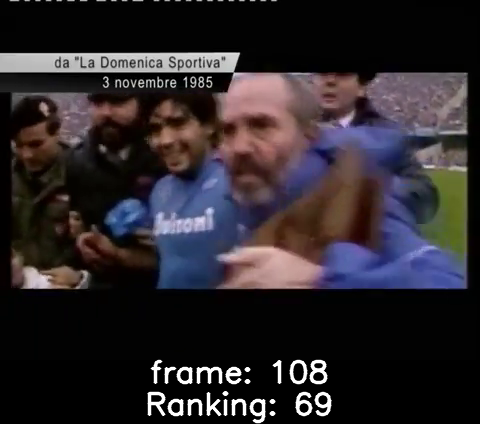 da "La Domenica Sportiva"
3 novembre 1985
Buitoni
frame: 108
Ranking: 69